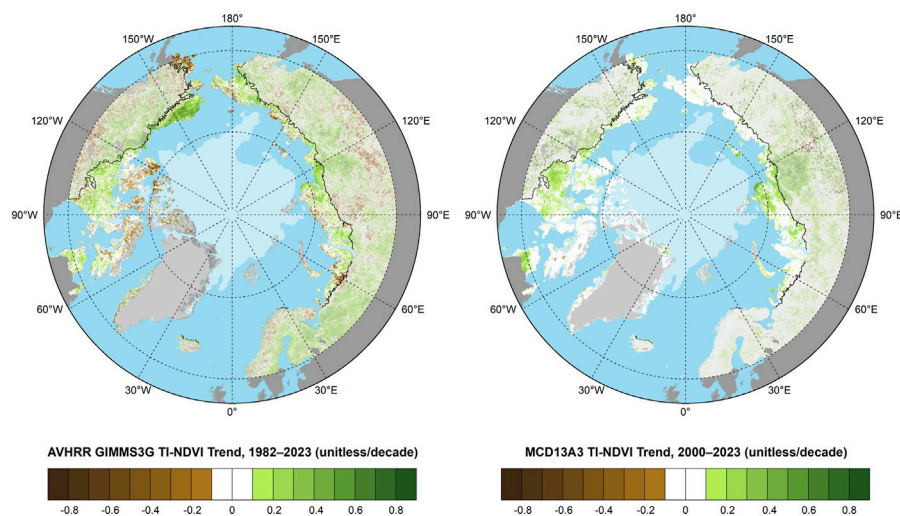 180°
150°W
150°E
120°W
120°E
90°W
90°E
60°W
60°E
30°W
30°E
0°
AVHRR GIMMS3G TI-NDVI Trend, 1982–2023 (unitless/decade)
-0.8 -0.6 -0.4 -0.2 0 0.2 0.4 0.6 0.8
180°
150°W
150°E
120°W
120°E
90°W
90°E
60°W
60°E
30°W
30°E
0°
MCD13A3 TI-NDVI Trend, 2000–2023 (unitless/decade)
-0.8 -0.6 -0.4 -0.2 0 0.2 0.4 0.6 0.8